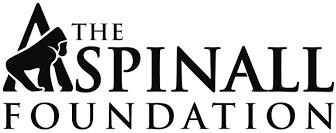 THE
ASPINALL
FOUNDATION